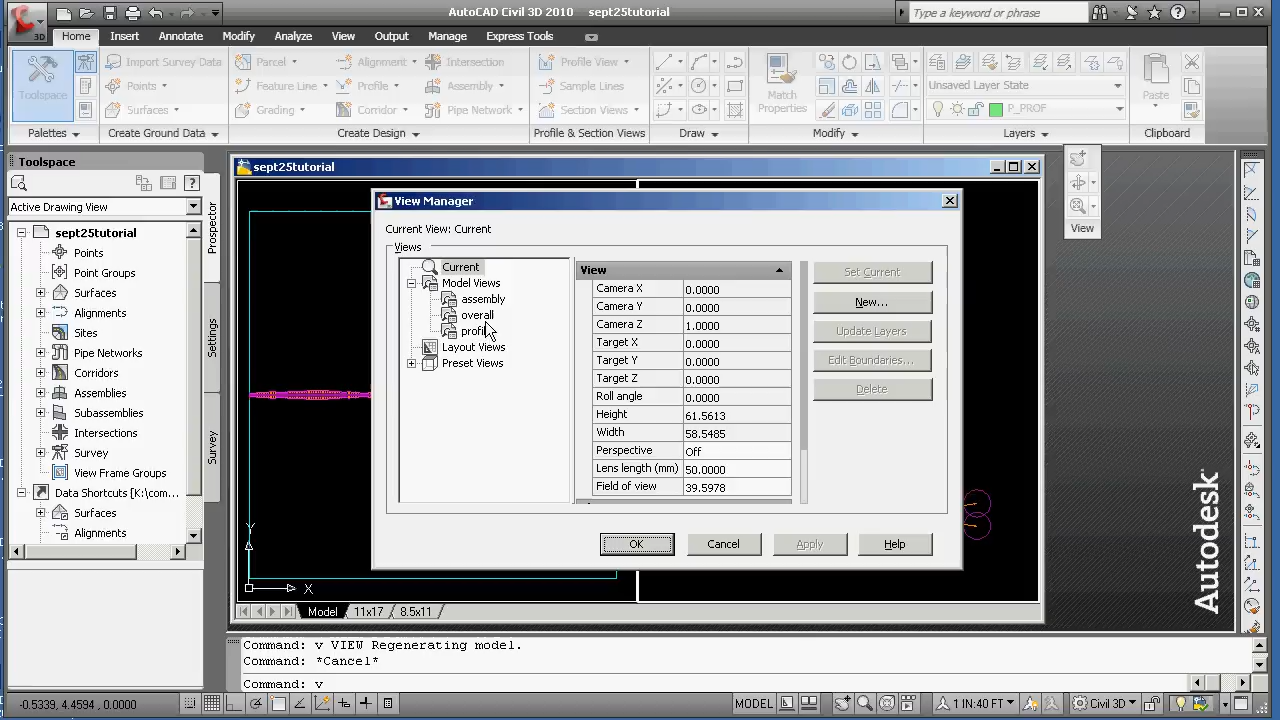 AutoCAD Civil 3D 2010 sept25tutorial
Type a keyword or phrase
3D
Home Insert Annotate Modify Analyze View Output Manage Express Tools
Toolspace
Import Survey Data
Points
Surfaces
Parcel
Feature Line
Grading
Alignment
Profile
Corridor
Intersection
Assembly
Pipe Network
Profile View
Sample Lines
Section Views
Match
Properties
Unsaved Layer State
P_PROF
Paste
Palettes Create Ground Data Create Design Profile & Section Views Draw Modify Layers Clipboard
Toolspace
Active Drawing View
sept25tutorial
Points
Point Groups
Surfaces
Alignments
Sites
Pipe Networks
Corridors
Assemblies
Subassemblies
Intersections
Survey
View Frame Groups
Data Shortcuts [K:\com...
Surfaces
Alignments
Prospector
Settings
Survey
sept25tutorial
View Manager
Current View: Current
Views
Current
Model Views
assembly
overall
Layout Views
Preset Views
View
Camera X 0.0000
Camera Y 0.0000
Camera Z 1.0000
Target X 0.0000
Target Y 0.0000
Target Z 0.0000
Roll angle 0.0000
Height 61.5613
Width 58.5485
Perspective Off
Lens length (mm) 50.0000
Field of view 39.5978
Set Current
New...
Update Layers
Edit Boundaries...
Delete
OK Cancel Apply Help
View
Y
X
Autodesk
Model 11x17 8.5x11
Command: v VIEW Regenerating model.
Command: *Cancel*
Command: v
-0.5339, 4.4594 , 0.0000
MODEL
1 IN:40 FT
Civil 3D